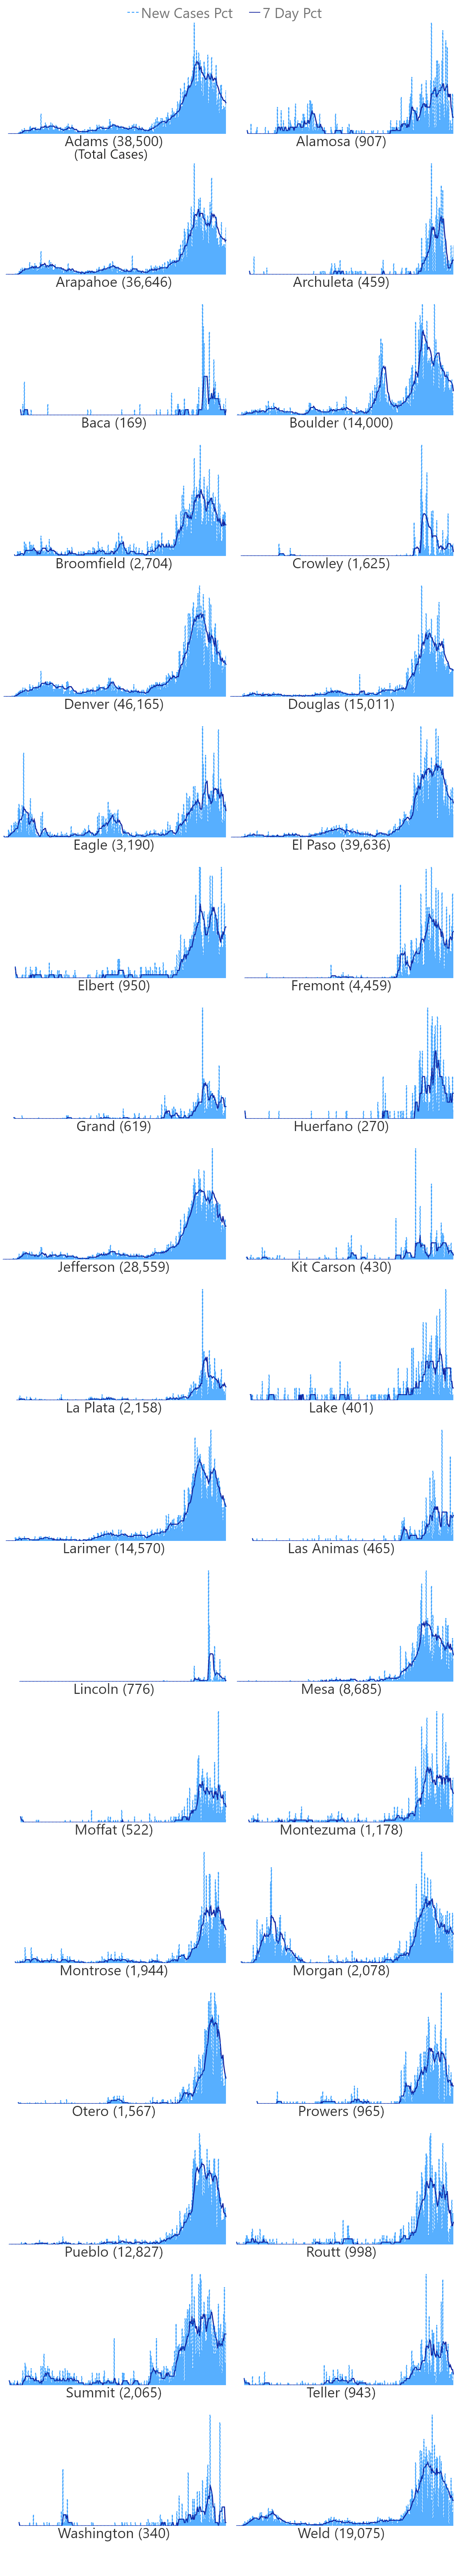 New Cases Pct 7 Day Pct
Adams (38,500) Alamosa (907)
(Total Cases)
Arapahoe (36,646) Archuleta (459)
Baca (169) Boulder (14,000)
Broomfield (2,704) Crowley (1,625)
Denver (46,165) Douglas (15,011)
Eagle (3,190) El Paso (39,636)
Elbert (950) Fremont (4,459)
Grand (619) Huerfano (270)
Jefferson (28,559) Kit Carson (430)
La Plata (2,158) Lake (401)
Larimer (14,570) Las Animas (465)
Lincoln (776) Mesa (8,685)
Moffat (522) Montezuma (1,178)
Montrose (1,944) Morgan (2,078)
Otero (1,567) Prowers (965)
Pueblo (12,827) Routt (998)
Summit (2,065) Teller (943)
Washington (340) Weld (19,075)